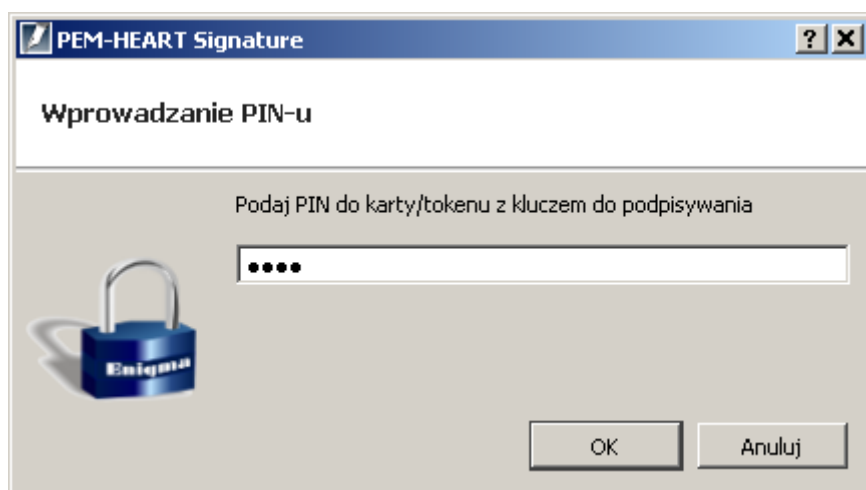 PEM-HEART Signature
Wprowadzanie PIN-u
Podaj PIN do karty/tokenu z kluczem do podpisywania
••••
Enigma
OK Anuluj